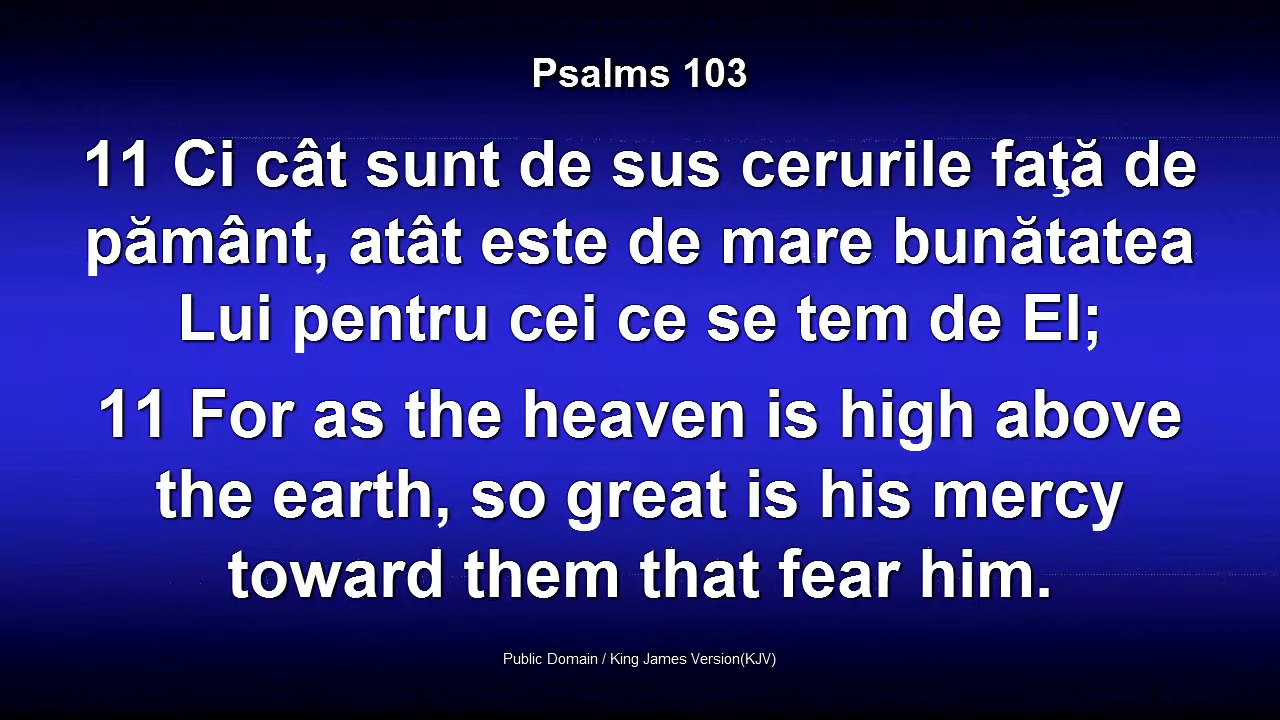 Psalms 103
11 Ci cât sunt de sus cerurile faţă de
pământ, atât este de mare bunătatea
Lui pentru cei ce se tem de El;
11 For as the heaven is high above
the earth, so great is his mercy
toward them that fear him.
Public Domain / King James Version(KJV)